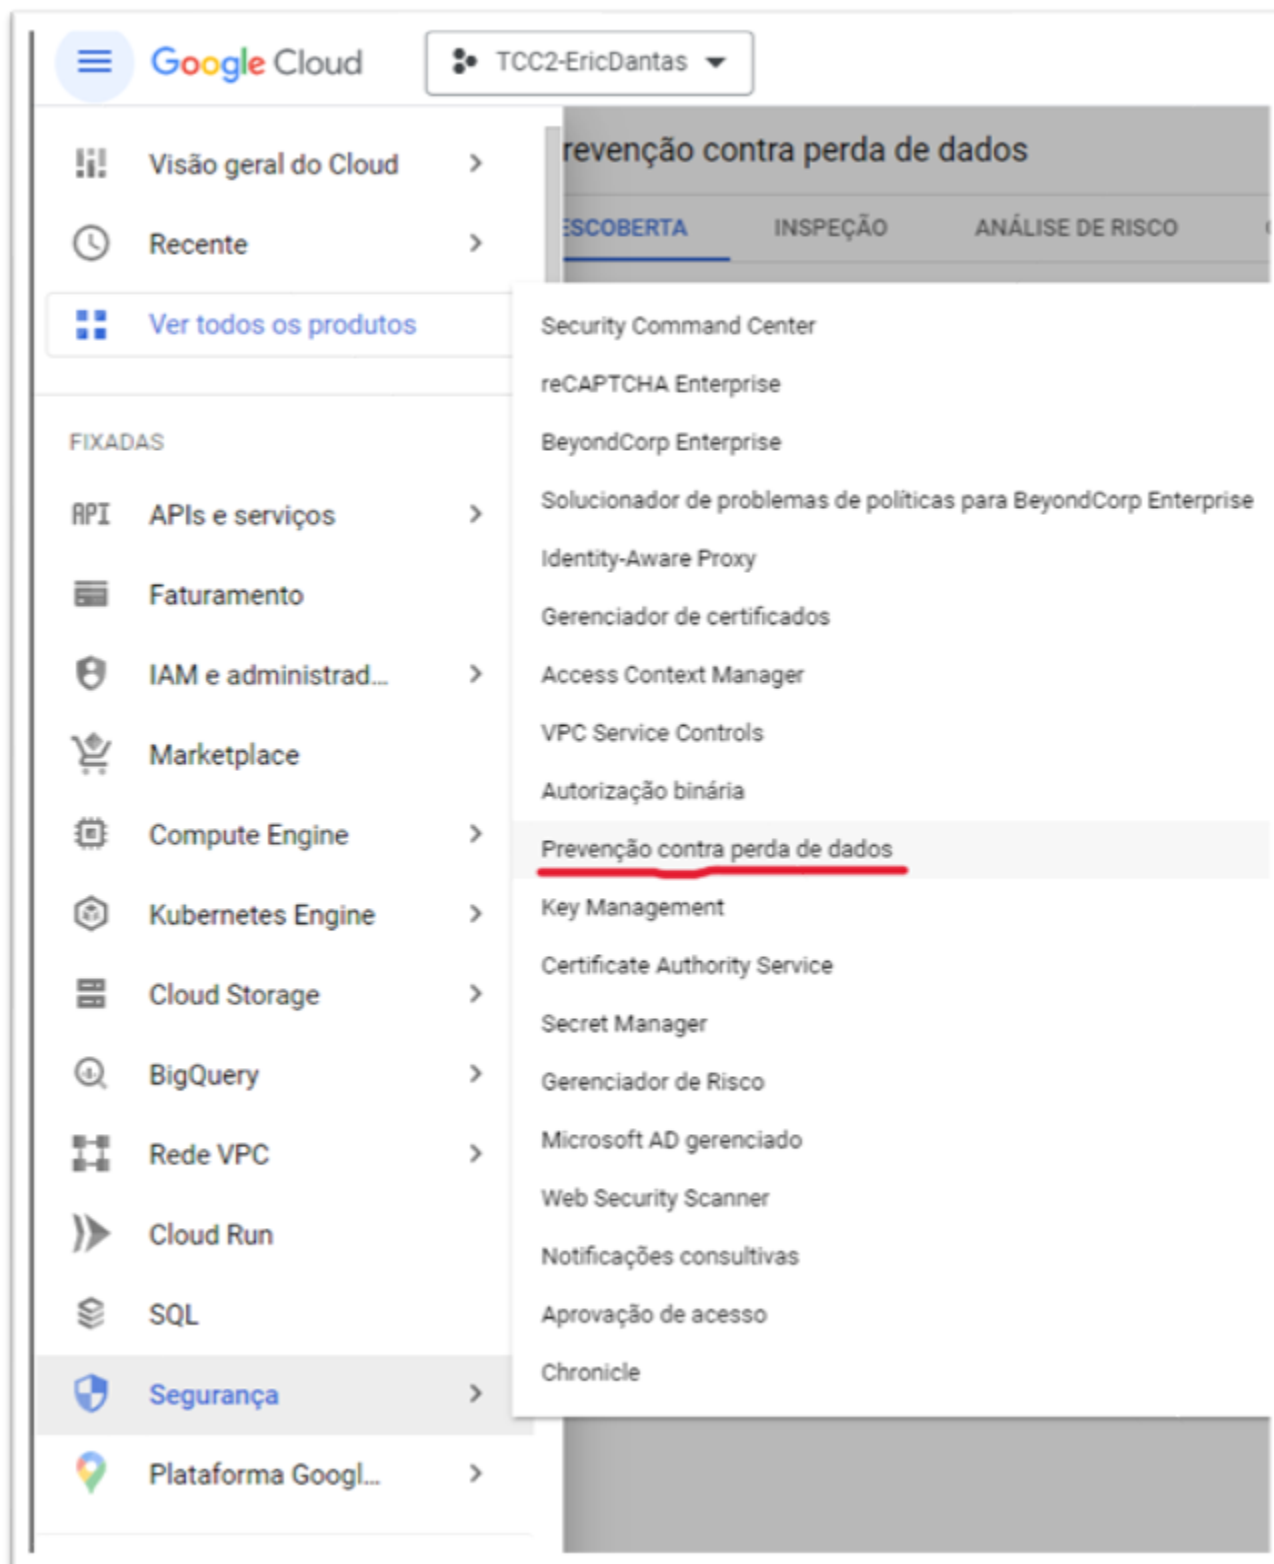 Google Cloud
TCC2-EricDantas
revenção contra perda de dados
ESCOBERTA INSPEÇÃO ANÁLISE DE RISCO
Visão geral do Cloud
Recente
Ver todos os produtos
FIXADAS
API APIs e serviços
Faturamento
IAM e administrad...
Marketplace
Compute Engine
Kubernetes Engine
Cloud Storage
BigQuery
Rede VPC
Cloud Run
SQL
Segurança
Plataforma Googl...
Security Command Center
reCAPTCHA Enterprise
BeyondCorp Enterprise
Solucionador de problemas de políticas para BeyondCorp Enterprise
Identity-Aware Proxy
Gerenciador de certificados
Access Context Manager
VPC Service Controls
Autorização binária
Prevenção contra perda de dados
Key Management
Certificate Authority Service
Secret Manager
Gerenciador de Risco
Microsoft AD gerenciado
Web Security Scanner
Notificações consultivas
Aprovação de acesso
Chronicle